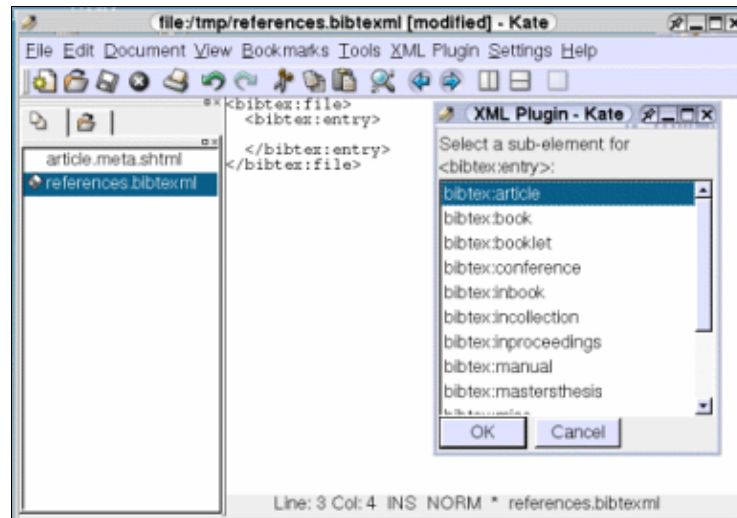 file:/tmp/references.bibtexml [modified] - Kate
File Edit Document View Bookmarks Tools XML Plugin Settings Help
article.meta.shtml
references.bibtexml
<bibtex:file>
<bibtex:entry>
</bibtex:entry>
</bibtex:file>
XML Plugin - Kate
Select a sub-element for
<bibtex:entry>:
bibtex:article
bibtex:book
bibtex:booklet
bibtex:conference
bibtex:inbook
bibtex:incollection
bibtex:inproceedings
bibtex:manual
bibtex:mastersthesis
OK Cancel
Line: 3 Col: 4 INS NORM * references.bibtexml